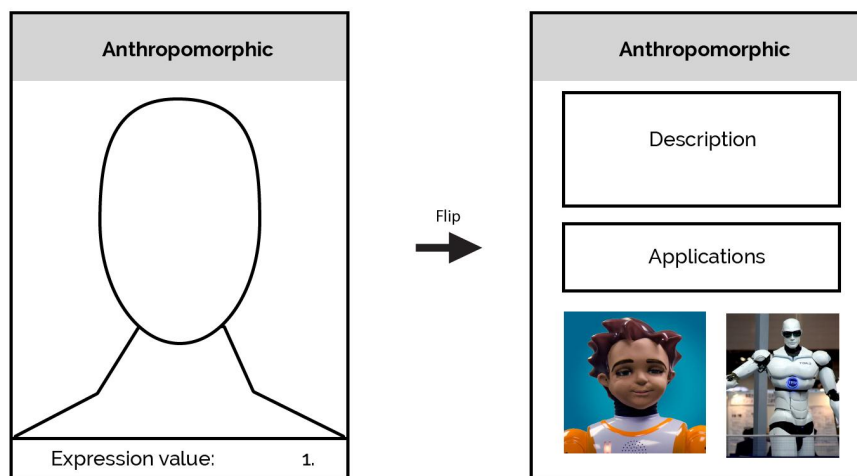 Anthropomorphic
Expression value: 1.
Flip
Anthropomorphic
Description
Applications